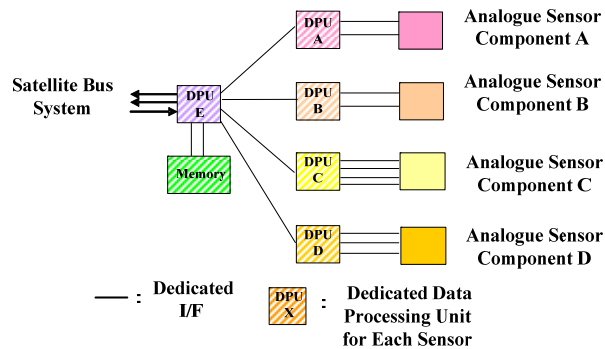 DPU
A
Analogue Sensor
Component A
Satellite Bus
System
DPU
E
DPU
B
Analogue Sensor
Component B
Memory
DPU
C
Analogue Sensor
Component C
DPU
D
Analogue Sensor
Component D
: Dedicated
I/F
DPU
X
: Dedicated Data
Processing Unit
for Each Sensor